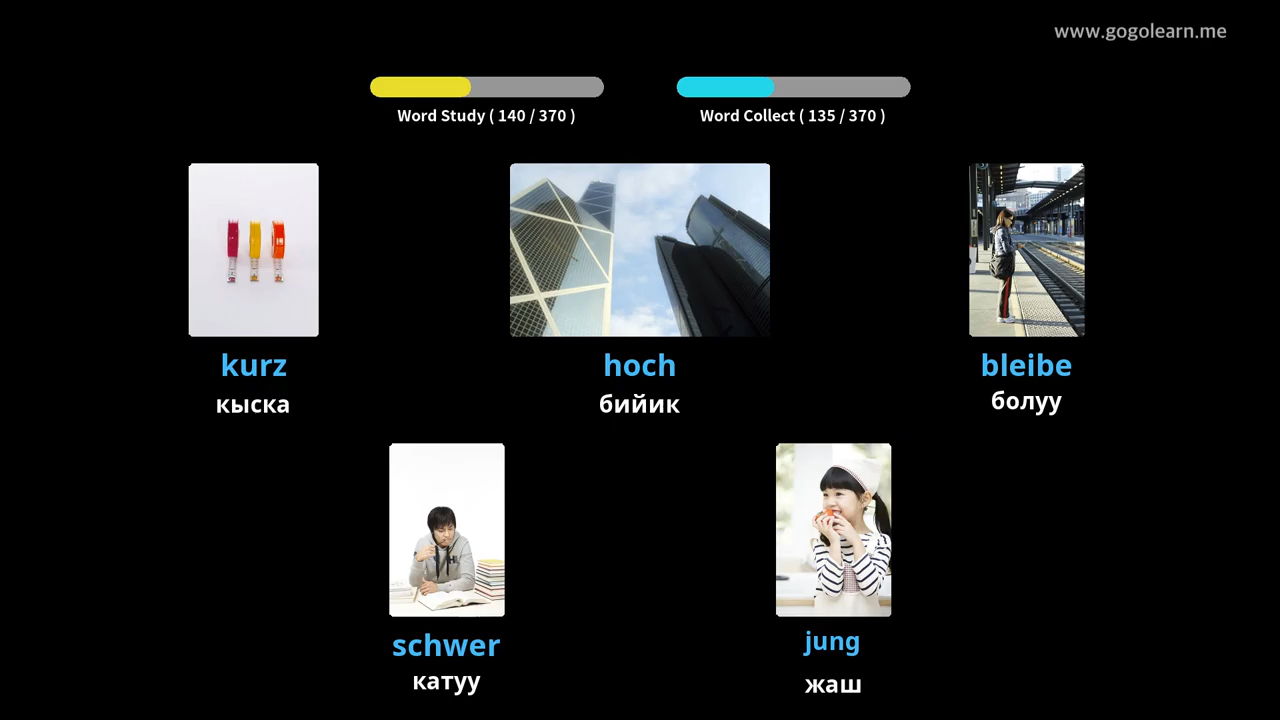 www.gogolearn.me
Word Study ( 140 / 370 )
Word Collect ( 135 / 370 )
kurz
кыска
hoch
бийик
bleibe
болуу
schwer
катуу
jung
жаш